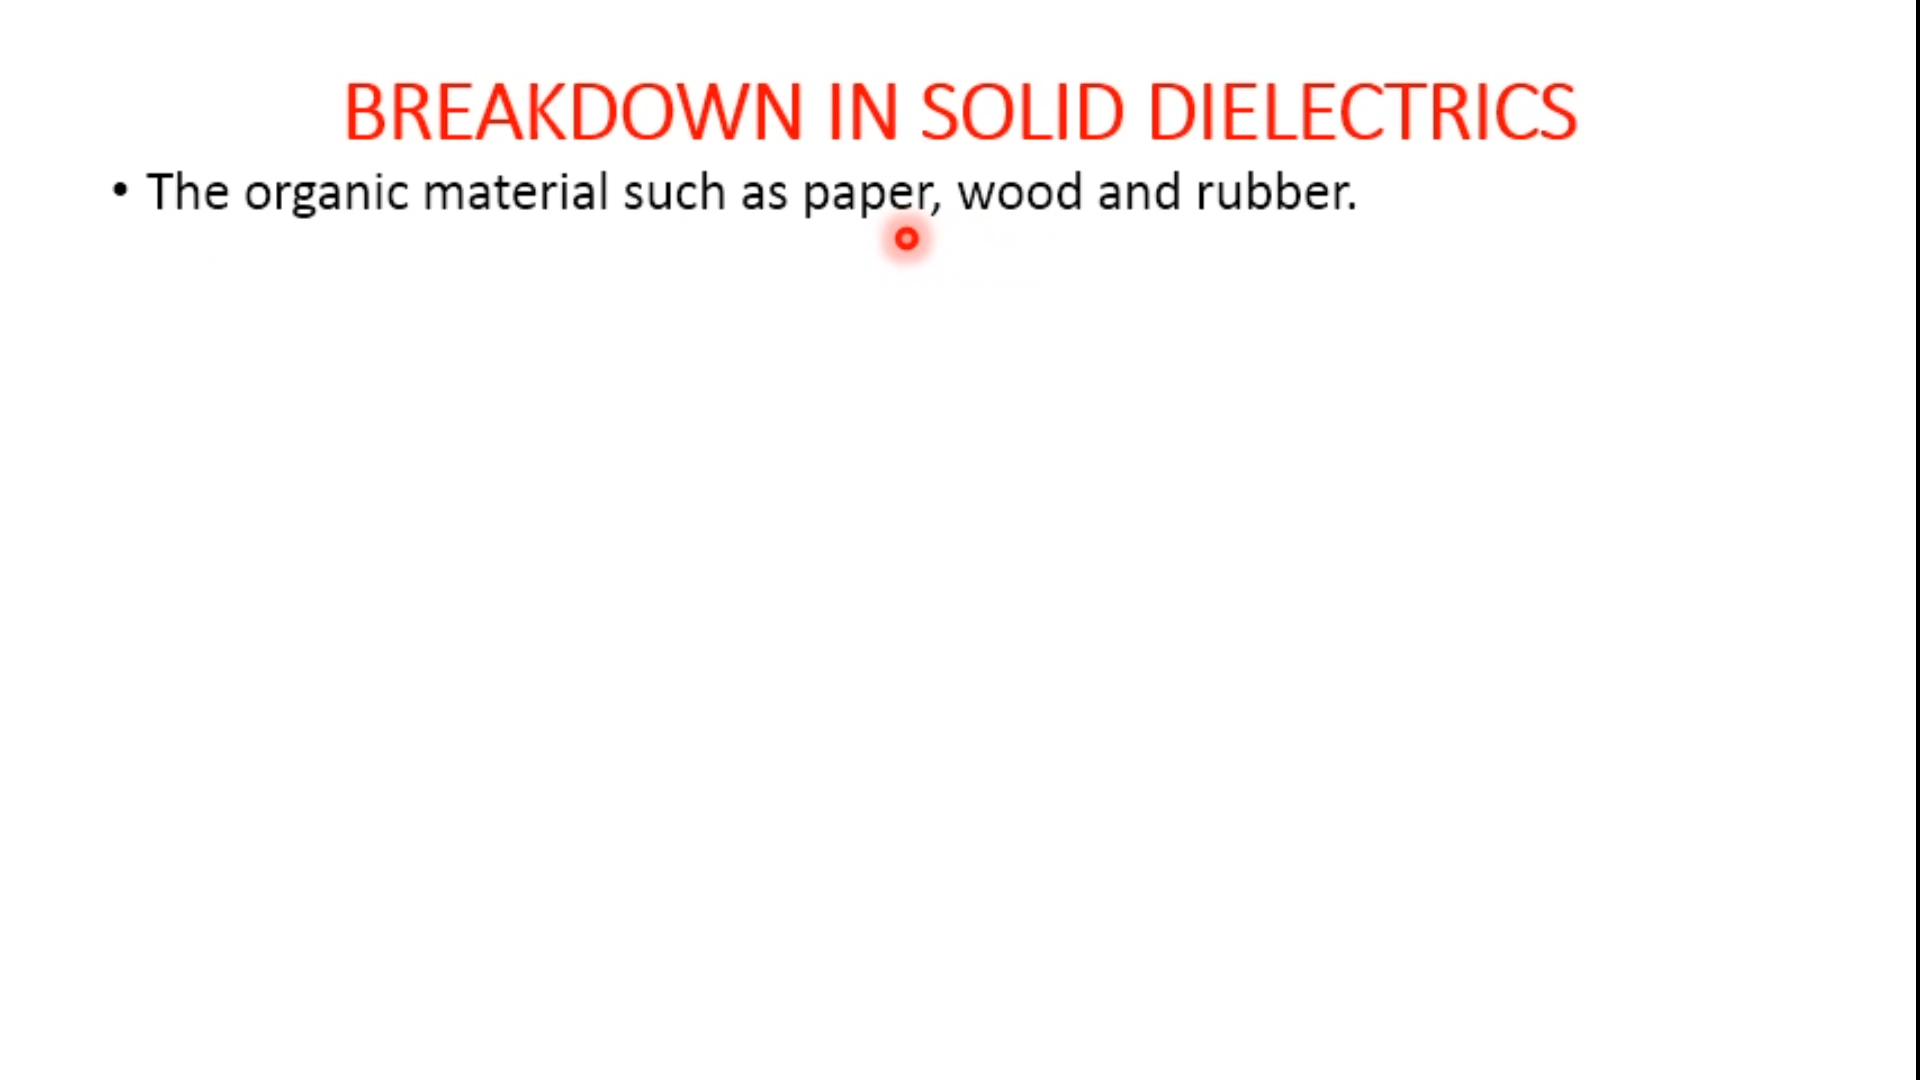 BREAKDOWN IN SOLID DIELECTRICS
• The organic material such as paper, wood and rubber.